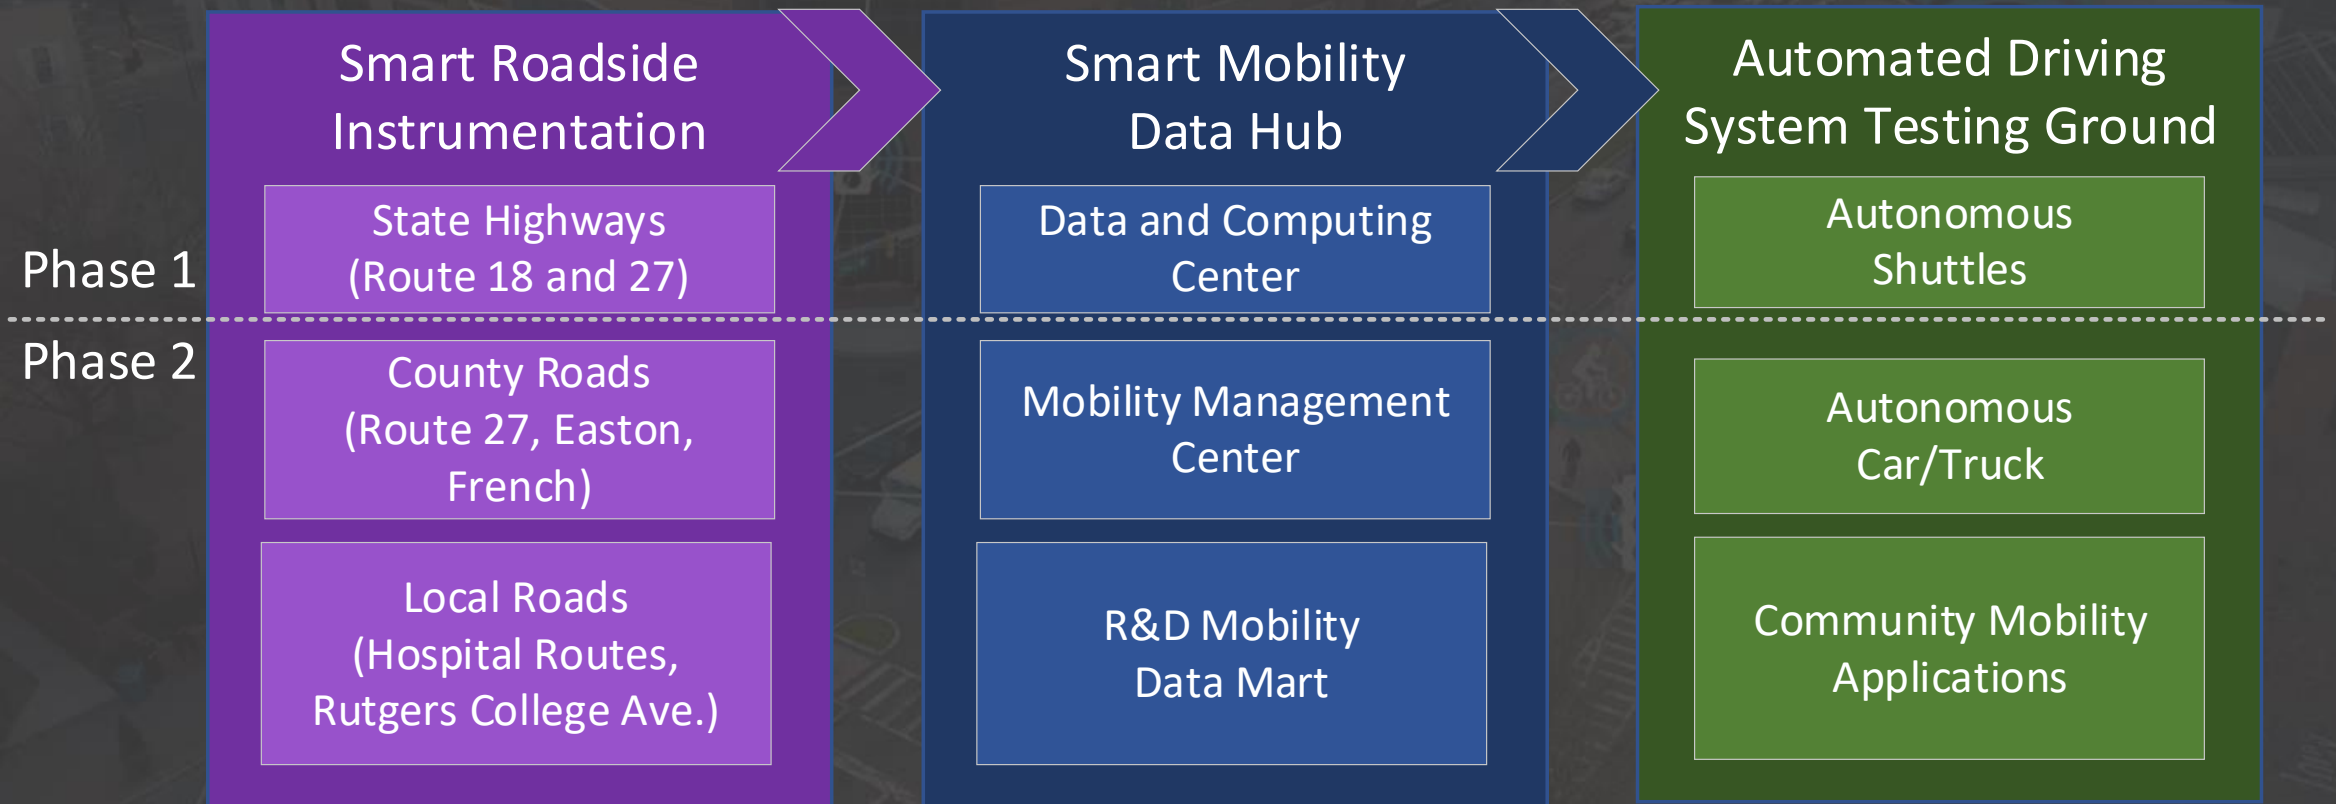 Smart Roadside
Instrumentation
Smart Mobility
Data Hub
Automated Driving
System Testing Ground
Phase 1
State Highways
(Route 18 and 27)
Data and Computing
Center
Autonomous
Shuttles
Phase 2
County Roads
(Route 27, Easton,
French)
Mobility Management
Center
Autonomous
Car/Truck
Local Roads
(Hospital Routes,
Rutgers College Ave.)
R&D Mobility
Data Mart
Community Mobility
Applications